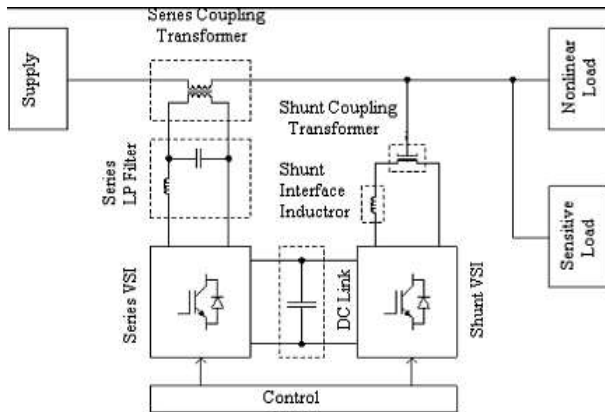 Series Coupling
Transformer
Supply
Nonlinear
Load
Shunt Coupling
Transformer
Series
LP Filter
Shunt
Interface
Inductror
Sensitive
Load
Series VSI
DC Link
Shunt VSI
Control